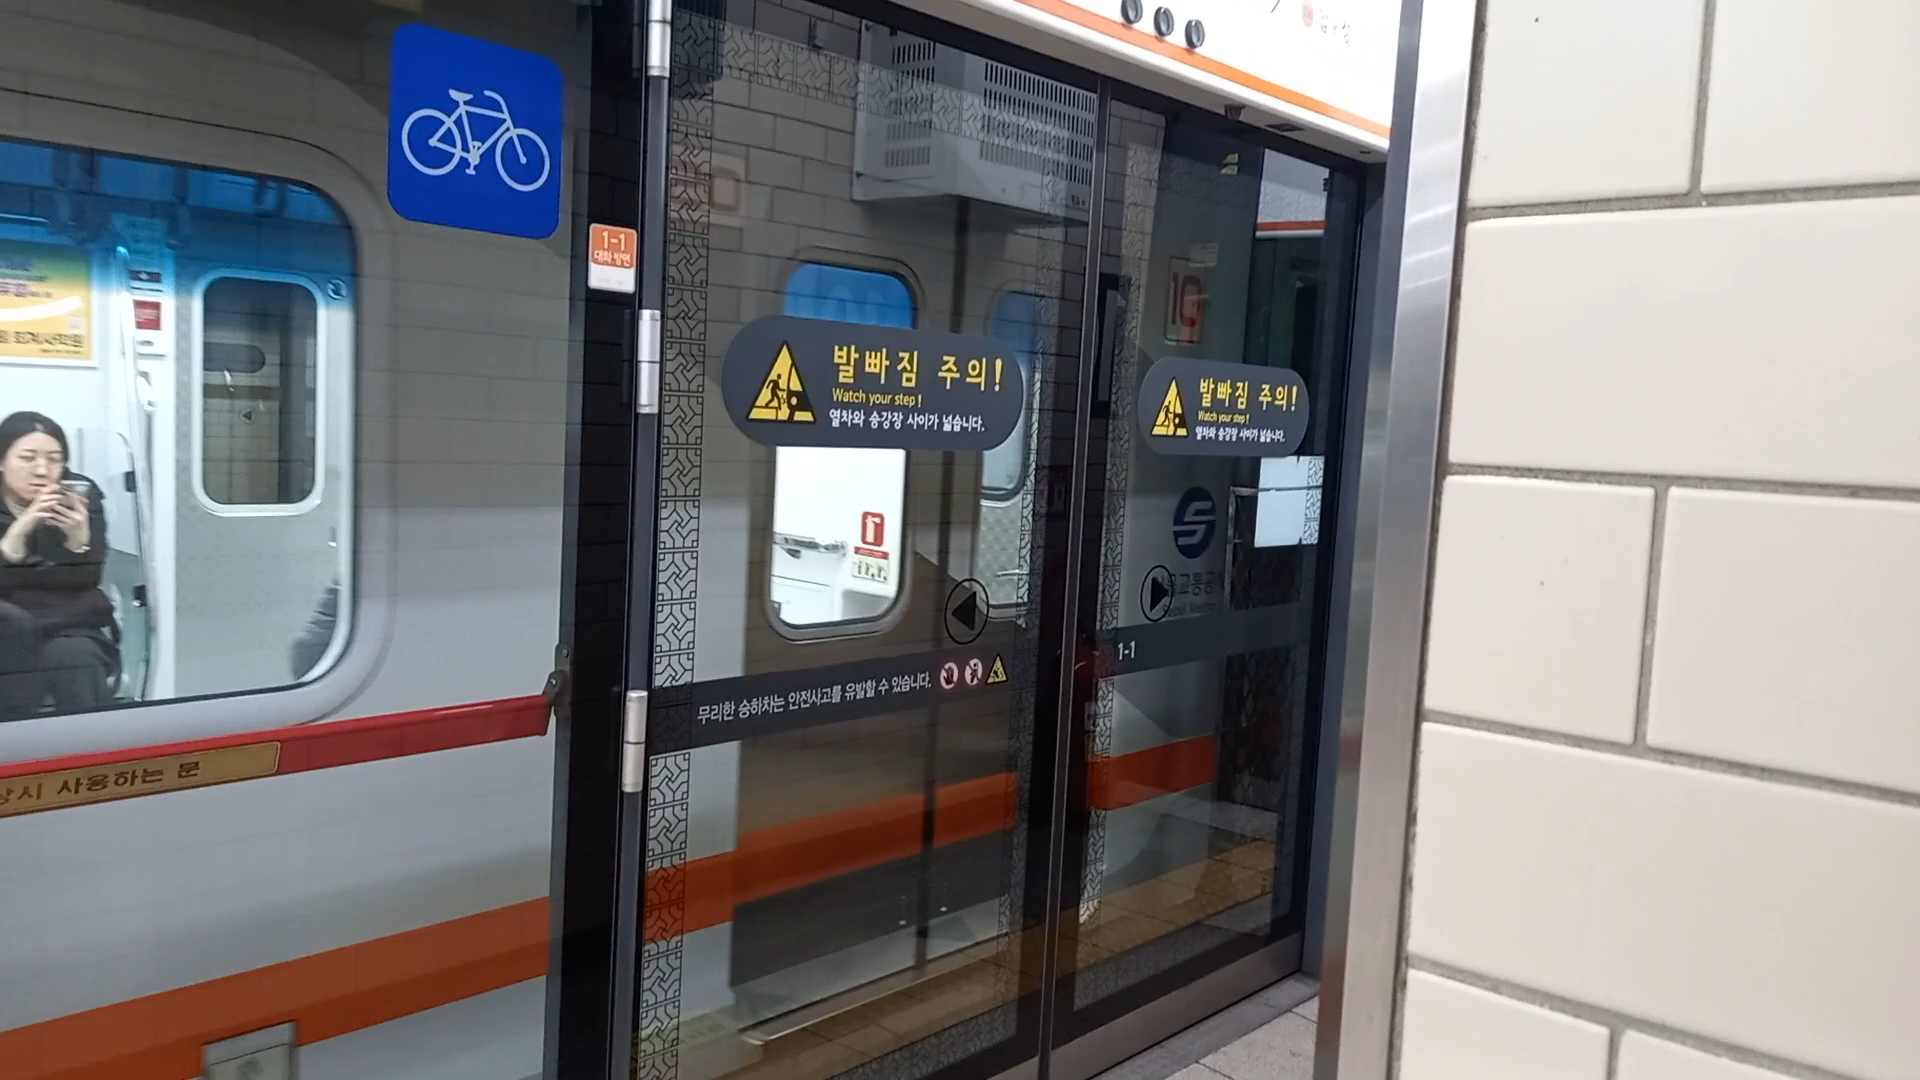 1-1
대화 방면
발빠짐 주의!
Watch your step!
열차와 승강장 사이가 넓습니다.
발빠짐 주의!
Watch your step!
열차와 승강장 사이가 넓습니다.
1-1
무리한 승하차는 안전사고를 유발할 수 있습니다.
상시 사용하는 문